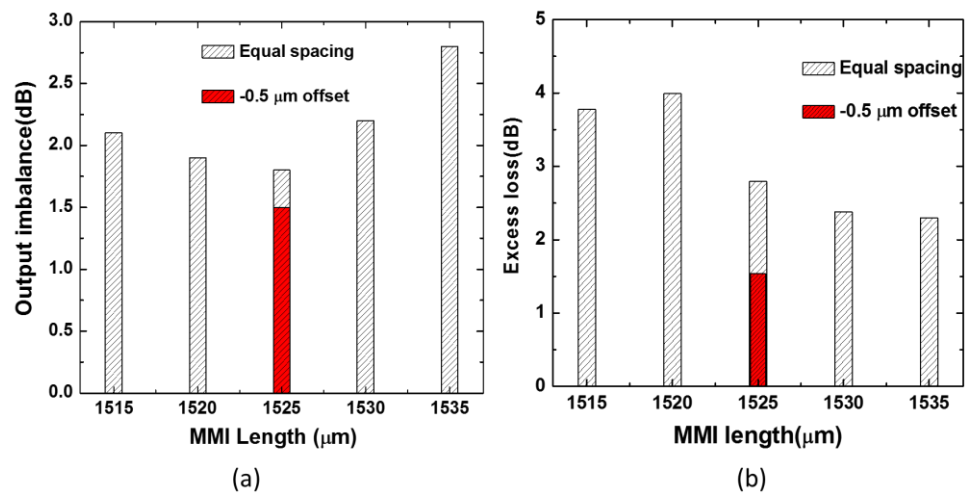 3.0
2.5
2.0
1.5
1.0
0.5
0.0
Output imbalance(dB)
Equal spacing
-0.5 μm offset
1515 1520 1525 1530 1535
MMI Length (μm)
(a)
5
4
3
2
1
0
Excess loss(dB)
Equal spacing
-0.5 μm offset
1515 1520 1525 1530 1535
MMI length(μm)
(b)